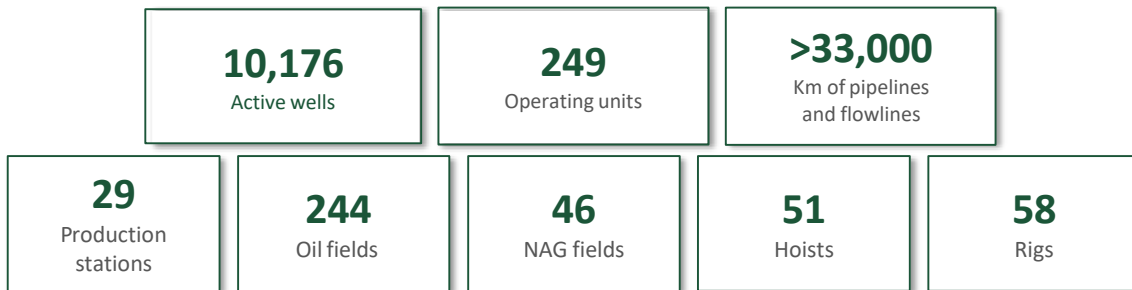 10,176
Active wells
249
Operating units
>33,000
Km of pipelines
and flowlines
29
Production
stations
244
Oil fields
46
NAG fields
51
Hoists
58
Rigs